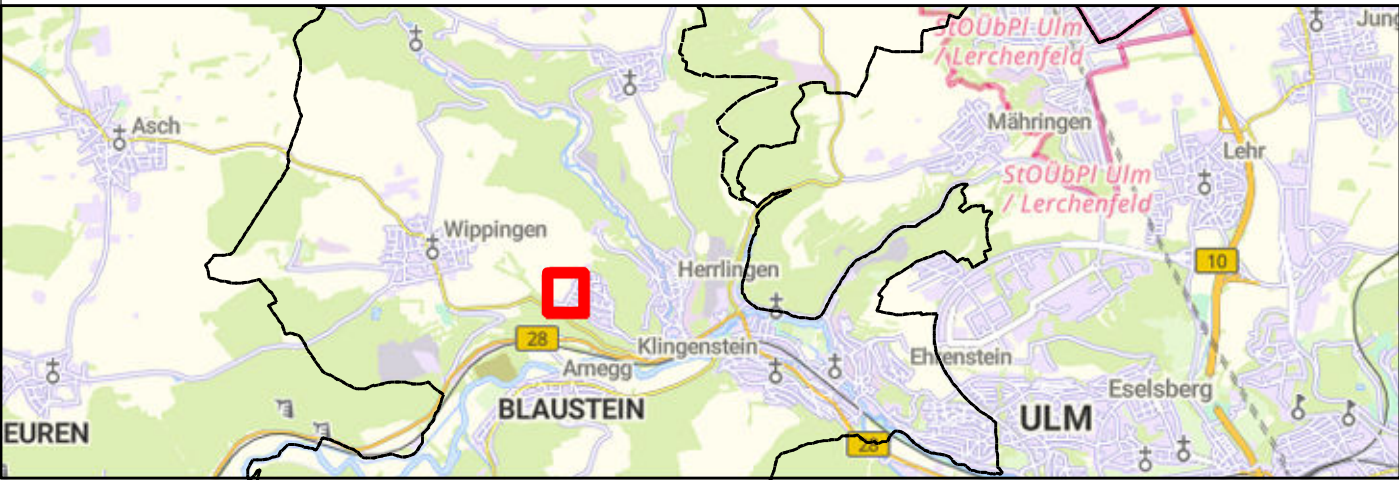 StOÜbPl Ulm
/ Lerchenfeld
Asch
Mähringen
Lehr
StOÜbPl Ulm
/ Lerchenfeld
Wippingen
10
Herrlingen
28
Klingenstein
Ehrenstein
Arnegg
Eselsberg
BLAUSTEIN
ULM
EUREN
28